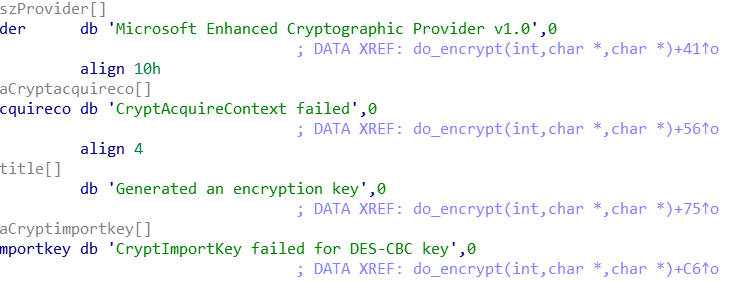 szProvider[]
der db 'Microsoft Enhanced Cryptographic Provider v1.0',0
; DATA XREF: do_encrypt(int,char *,char *)+41↑o
align 10h
aCryptacquireco[]
cquireco db 'CryptAcquireContext failed',0
; DATA XREF: do_encrypt(int,char *,char *)+56↑o
align 4
title[]
db 'Generated an encryption key',0
; DATA XREF: do_encrypt(int,char *,char *)+75↑o
aCryptimportkey[]
mportkey db 'CryptImportKey failed for DES-CBC key',0
; DATA XREF: do_encrypt(int,char *,char *)+C6↑o